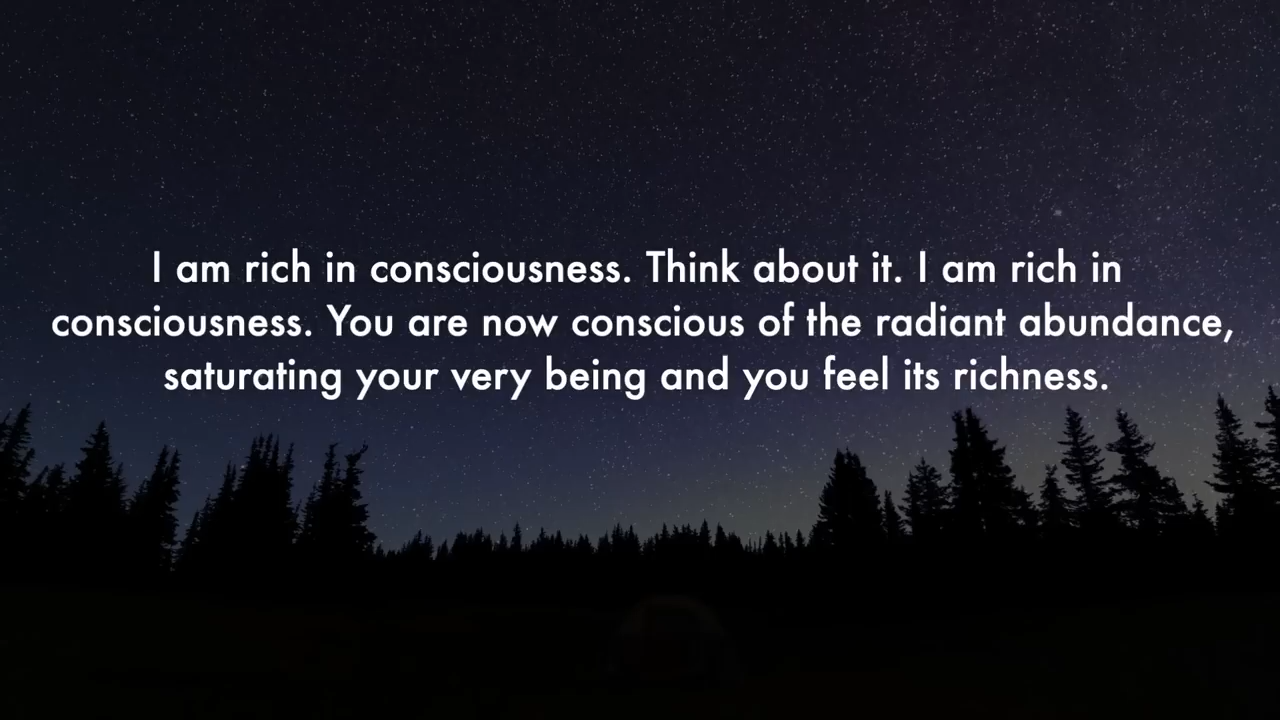 I am rich in consciousness. Think about it. I am rich in
consciousness. You are now conscious of the radiant abundance,
saturating your very being and you feel its richness.